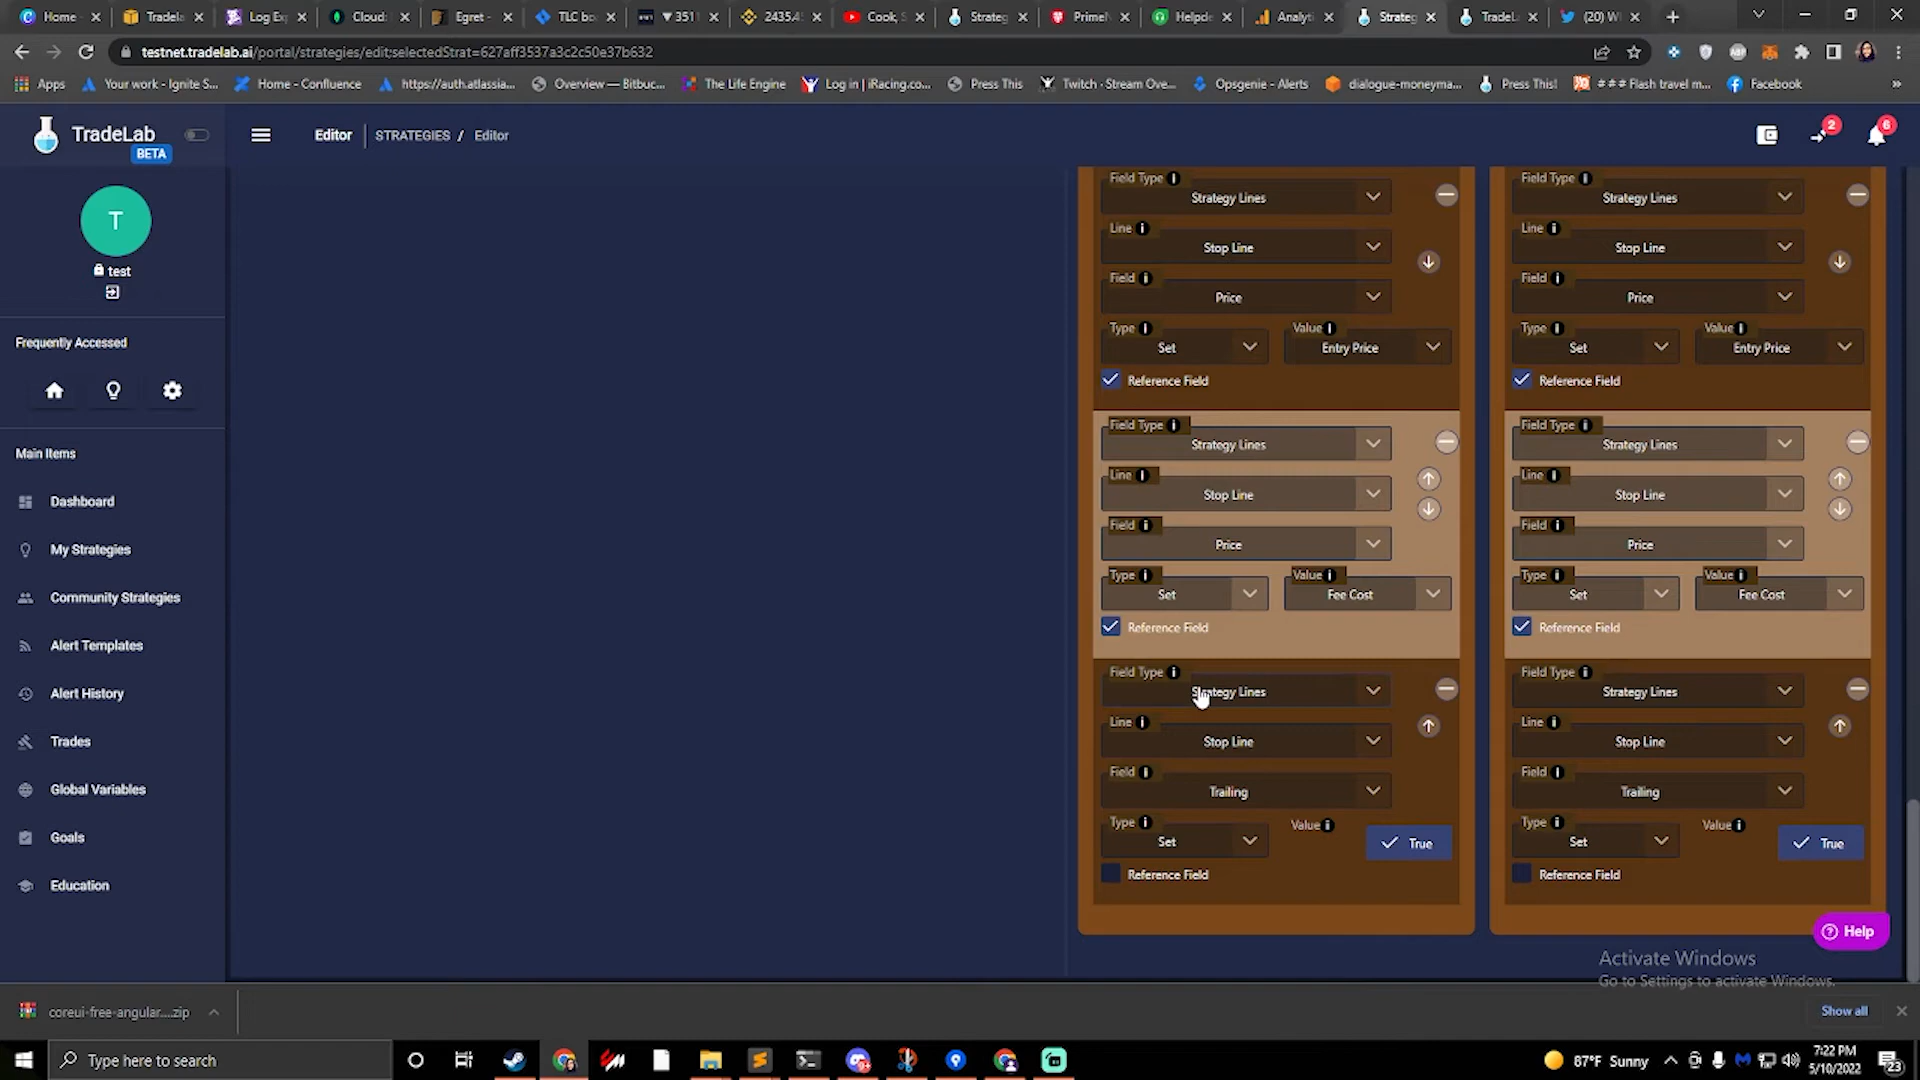 Home
Tradela
Log Ex
Cloud:
Egret -
TLC bo
▼ 351
2435.4
Cook, S
Strateg
PrimeN
Helpde
Analyti
Strateg
TradeL
(20) W
testnet.tradelab.ai/portal/strategies/edit;selectedStrat=627aff3537a3c2c50e37b632
Apps
Your work - Ignite S...
Home - Confluence
https://auth.atlassia...
Overview — Bitbuc...
The Life Engine
Log in | iRacing.co...
Press This
Twitch - Stream Ove...
Opsgenie - Alerts
dialogue-moneyma...
Press This!
# # # Flash travel m...
Facebook
»
TradeLab
BETA
Editor
STRATEGIES / Editor
2
6
T
test
Frequently Accessed
Main Items
Dashboard
My Strategies
Community Strategies
Alert Templates
Alert History
Trades
Global Variables
Goals
Education
Field Type
Strategy Lines
Line
Stop Line
Field
Price
Type
Set
Value
Entry Price
Reference Field
Field Type
Strategy Lines
Line
Stop Line
Field
Price
Type
Set
Value
Fee Cost
Reference Field
Field Type
Strategy Lines
Line
Stop Line
Field
Trailing
Type
Set
Value
True
Reference Field
Field Type
Strategy Lines
Line
Stop Line
Field
Price
Type
Set
Value
Entry Price
Reference Field
Field Type
Strategy Lines
Line
Stop Line
Field
Price
Type
Set
Value
Fee Cost
Reference Field
Field Type
Strategy Lines
Line
Stop Line
Field
Trailing
Type
Set
Value
True
Reference Field
Help
Activate Windows
Go to Settings to activate Windows.
coreui-free-angular....zip
Show all
Type here to search
87°F Sunny
7:22 PM
5/10/2022
23